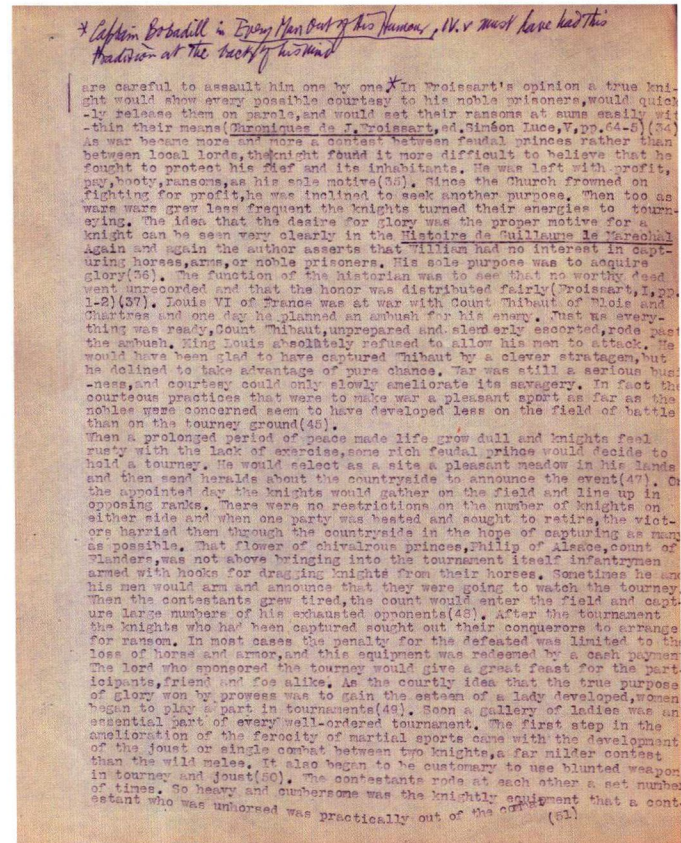 * Captain Bobadill in Every Man Out of his Humour, IV.v must have had this
tradition at the back of his mind
are careful to assault him one by one.*In Froissart's opinion a true kni-
ght would show every possible courtesy to his noble prisoners,would quick
-ly release them on parole,and would set their ransoms at sums easily wi
-thin their means(Chroniques de J.Froissart,ed.Siméon Luce,V,pp.64-5)(34)
As war became more and more a contest between feudal princes rather than
between local lords,the knight found it more difficult to believe that he
fought to protect his fief and its inhabitants. He was left with profit,
pay,booty,ransoms,as his sole motive(35). Since the Church frowned on
fighting for profit,he was inclined to seek another purpose. Then too as
wars wars grew less frequent the knights turned their energies to tourn-
eying. The idea that the desire for glory was the proper motive for a
knight can be seen very clearly in the Histoire de Guillaume le Marechal
Again and again the author asserts that William had no interest in capt-
uring horses,arms,or noble prisoners. His sole purpose was to acquire
glory(36). The function of the historian was to see that no worthy deed
went unrecorded and that the honor was distributed fairly(Froissart,I,pp.
1-2)(37). Louis VI of France was at war with Count Thibaut of Blois and
Chartres and one day he planned an ambush for his enemy. Just as every-
thing was ready,Count Thibaut,unprepared and slenderly escorted,rode past
the ambush. King Louis absolutely refused to allow his men to attack. He
would have been glad to have captured Thibaut by a clever stratagem,but
he dclined to take advantage of pure chance. War was still a serious busi
-ness,and courtesy could only slowly ameliorate its savagery. In fact the
courteous practices that were to make war a pleasant sport as far as the
nobles were concerned seem to have developed less on the field of battle
than on the tourney ground(45).
When a prolonged period of peace made life grow dull and knights feel
rusty with the lack of exercise,some rich feudal prince would decide to
hold a tourney. He would select as a site a pleasant meadow in his lands
and then send heralds about the countryside to announce the event(47). On
the appointed day the knights would gather on the field and line up in
opposing ranks. There were no restrictions on the number of knights on
either side and when one party was bested and sought to retire,the vict-
ors harried them through the countryside in the hope of capturing as many
as possible. That flower of chivalrous princes,Philip of Alsace,count of
Flanders,was not above bringing into the tournament itself infantrymen
armed with hooks for dragging knights from their horses. Sometimes he and
his men would arm and announce that they were going to watch the tourney.
When the contestants grew tired,the count would enter the field and capt-
ure large numbers of his exhausted opponents(48). After the tournament
the knights who had been captured sought out their conquerors to arrange
for ransom. In most cases the penalty for the defeated was limited to the
loss of horse and armor,and this equipment was redeemed by a cash paymen
The lord who sponsored the tourney would give a great feast for the part-
icipants,friend and foe alike. As the courtly idea that the true purpose
of glory won by prowess was to gain the esteem of a lady developed,women
began to play a part in tournaments(49). Soon a gallery of ladies was an
essential part of every well-ordered tournament. The first step in the
amelioration of the ferocity of martial sports came with the development
of the joust or single combat between two knights,a far milder contest
than the wild melee. It also began to be customary to use blunted weapon
in tourney and joust(50). The contestants rode at each other a set number
of times. So heavy and cumbersome was the knightly equipment that a cont-
estant who was unhorsed was practically out of the
(51)